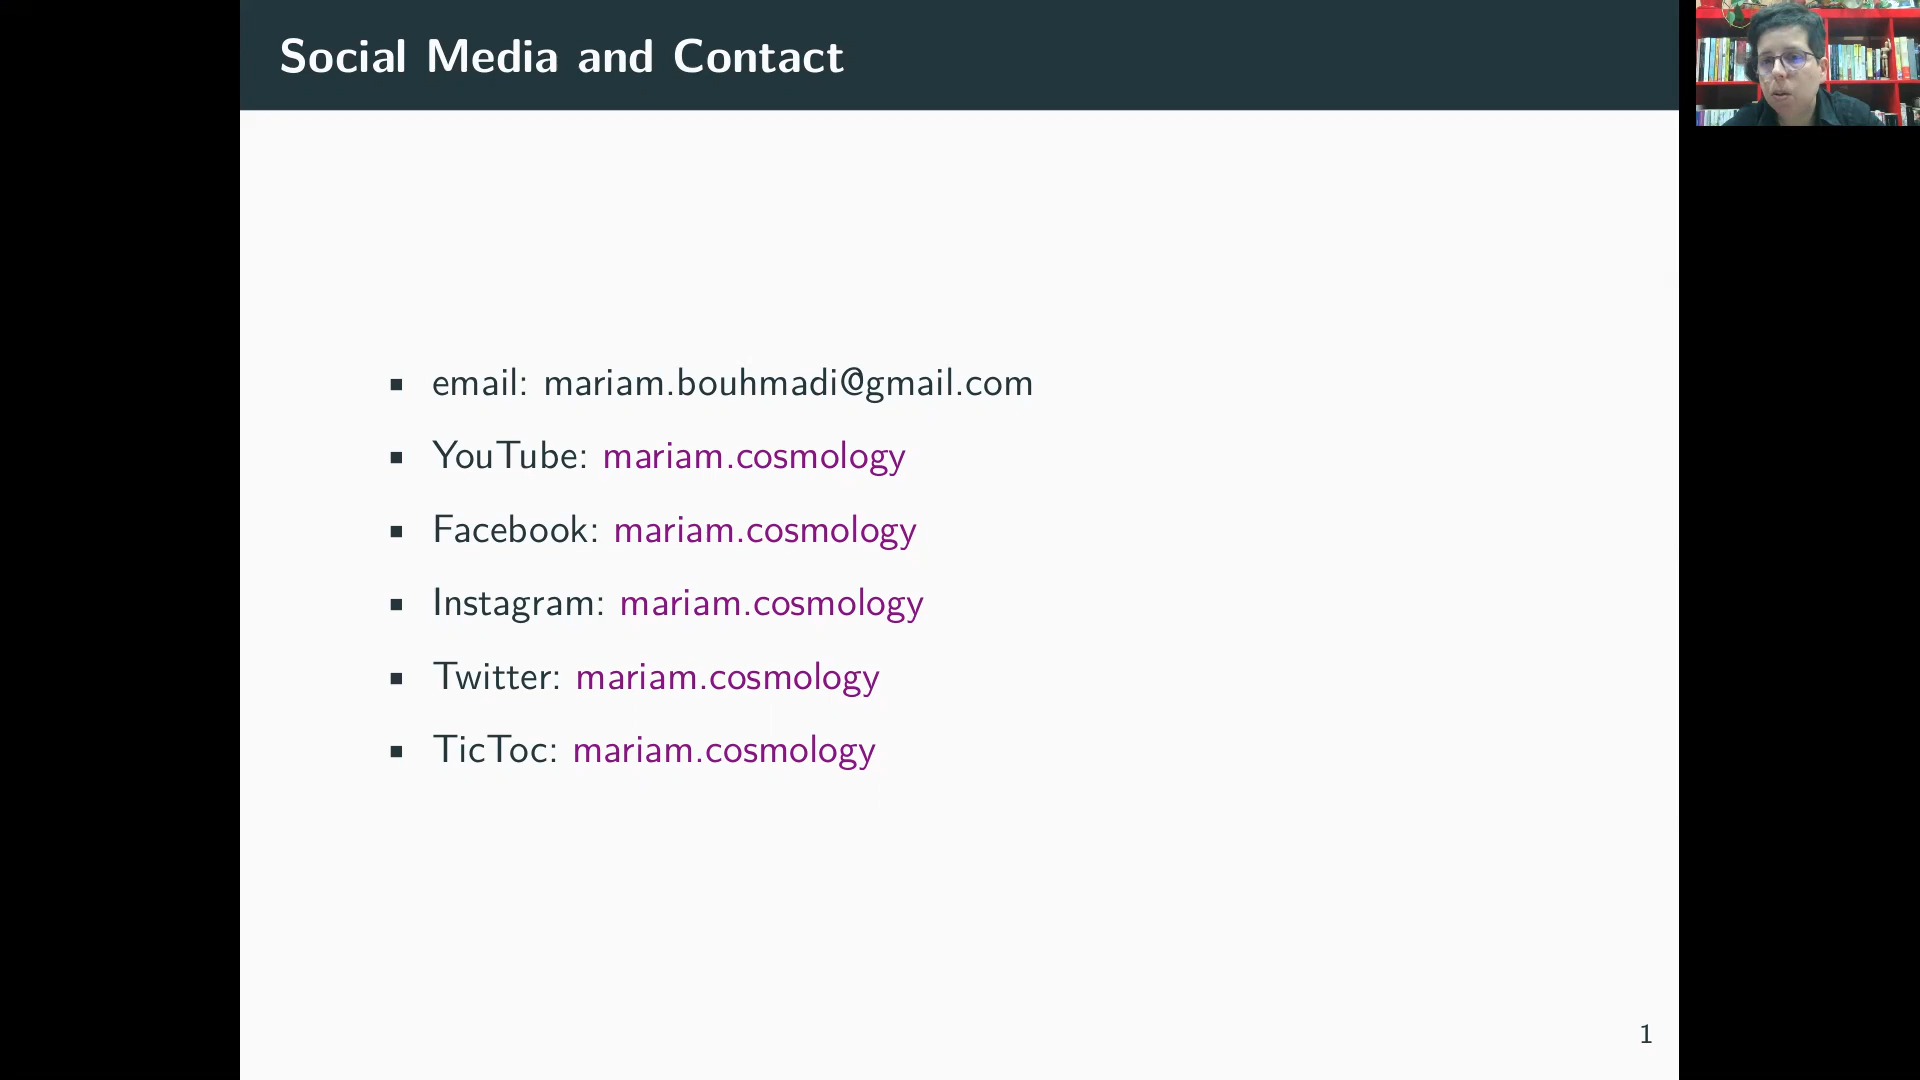 Social Media and Contact
▪ email: mariam.bouhmadi@gmail.com
▪ YouTube: mariam.cosmology
▪ Facebook: mariam.cosmology
▪ Instagram: mariam.cosmology
▪ Twitter: mariam.cosmology
▪ TicToc: mariam.cosmology
1